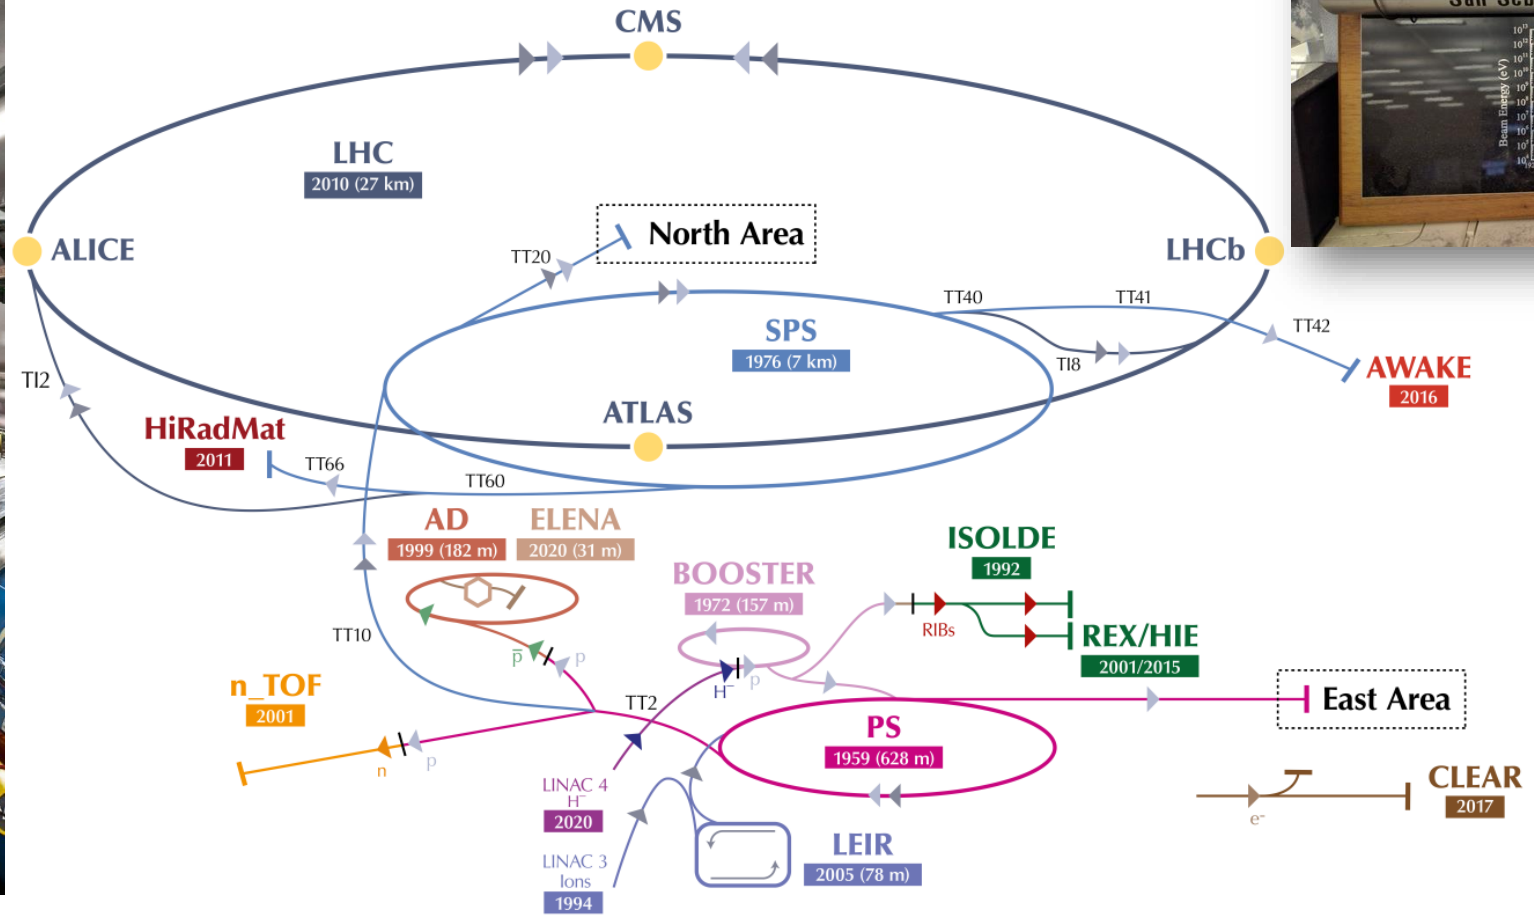 CMS
LHC
2010 (27 km)
ALICE
North Area
TT20
LHCb
SPS
1976 (7 km)
TT40
TT41
TT42
TI8
AWAKE
2016
TI2
ATLAS
HiRadMat
2011
TT66
TT60
AD
1999 (182 m)
ELENA
2020 (31 m)
BOOSTER
1972 (157 m)
ISOLDE
1992
RIBs
REX/HIE
2001/2015
TT10
p̅
p
H⁻
p
n_TOF
2001
n
p
TT2
PS
1959 (628 m)
East Area
LINAC 4
H⁻
2020
LINAC 3
Ions
1994
LEIR
2005 (78 m)
CLEAR
2017
e⁻
Beam Energy (eV)